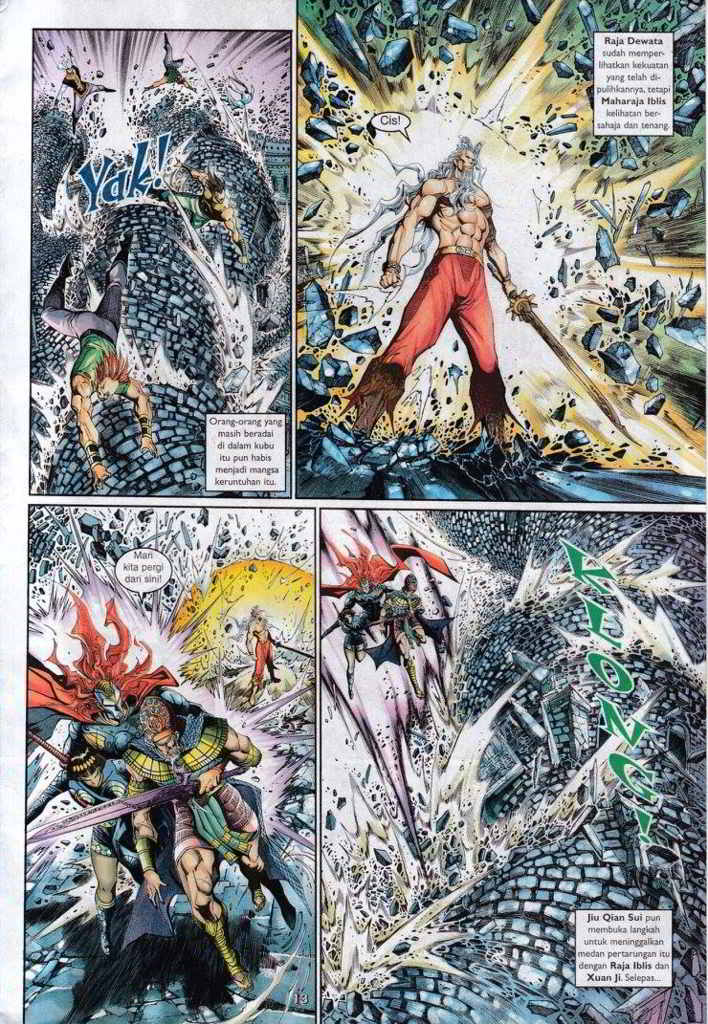 Yak!
Orang-orang yang
masih beradai
di dalam kubu
itu pun habis
menjadi mangsa
keruntuhan itu.
Cis!
Raja Dewata
sudah memper-
lihatkan kekuatan
yang telah di-
pulihkannya, tetapi
Maharaja Iblis
kelihatan ber-
sahaja dan tenang.
Mari
kita pergi
dari sini!
KLONG!
Jiu Qian Sui pun
membuka langkah
untuk meninggalkan
medan pertarungan itu
dengan Raja Iblis dan
Xuan Ji. Selepas...
13